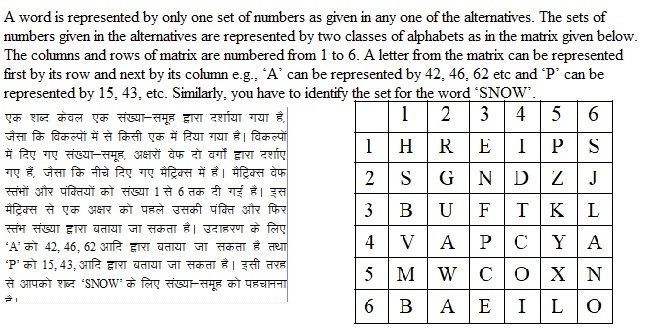 A word is represented by only one set of numbers as given in any one of the alternatives. The sets of
numbers given in the alternatives are represented by two classes of alphabets as in the matrix given below.
The columns and rows of matrix are numbered from 1 to 6. A letter from the matrix can be represented
first by its row and next by its column e.g., ‘A’ can be represented by 42, 46, 62 etc and ‘P’ can be
represented by 15, 43, etc. Similarly, you have to identify the set for the word ‘SNOW’.
एक शब्द केवल एक संख्या–समूह द्वारा दर्शाया गया है,
जैसा कि विकल्पों में से किसी एक में दिया गया है। विकल्पों
में दिए गए संख्या–समूह, अक्षरों वेफ दो वर्गों द्वारा दर्शाए
गए हैं, जैसा कि नीचे दिए गए मैट्रिक्स में है। मैट्रिक्स वेफ
स्तंभों और पंक्तियों को संख्या 1 से 6 तक दी गई है। इस
मैट्रिक्स से एक अक्षर को पहले उसकी पंक्ति और फिर
स्तंभ संख्या द्वारा बताया जा सकता है। उदाहरण के लिए
‘A’ को 42, 46, 62 आदि द्वारा बताया जा सकता है तथा
‘P’ को 15, 43, आदि द्वारा बताया जा सकता है। इसी तरह
से आपको शब्द ‘SNOW’ के लिए संख्या–समूह को पहचानना
है।
1 2 3 4 5 6
1 H R E I P S
2 S G N D Z J
3 B U F T K L
4 V A P C Y A
5 M W C O X N
6 B A E I L O